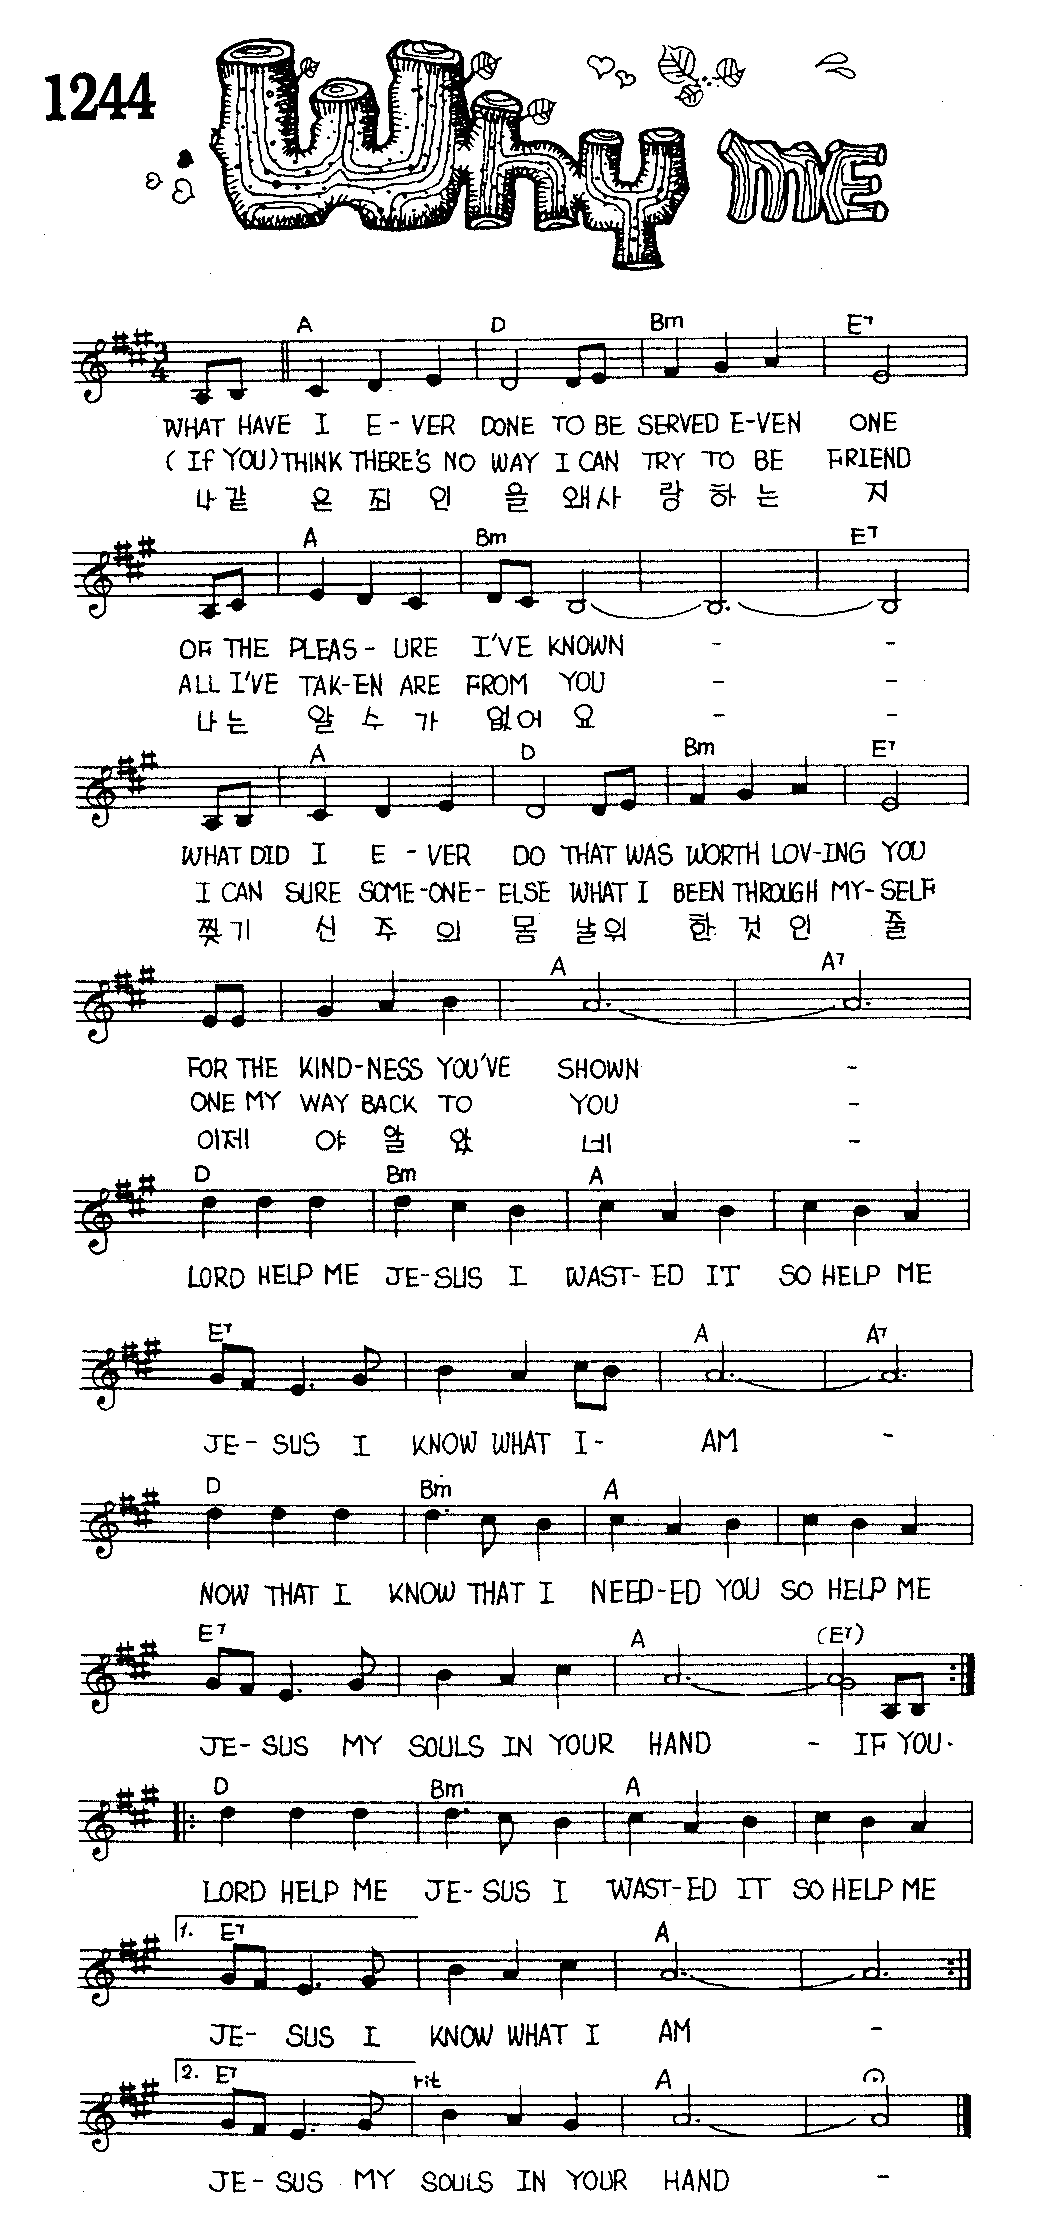 1244 Why ME
A D Bm E7
WHAT HAVE I E-VER DONE TO BE SERVED E-VEN ONE
(If YOU) THINK THERE'S NO WAY I CAN TRY TO BE FRIEND
나 같 은 죄 인 을 왜 사 랑 하 는 지
A Bm E7
OF THE PLEAS-URE I'VE KNOWN - -
ALL I'VE TAK-EN ARE FROM YOU - -
나 는 알 수 가 없 어 요 - -
A D Bm E7
WHAT DID I E-VER DO THAT WAS WORTH LOV-ING YOU
I CAN SURE SOME-ONE-ELSE WHAT I BEEN THROUGH MY-SELF
찢 기 신 주 의 몸 날 위 한 것 인 줄
A A7
FOR THE KIND-NESS YOU'VE SHOWN -
ONE MY WAY BACK TO YOU -
이제 야 알 았 네 -
D Bm A
LORD HELP ME JE-SUS I WAST-ED IT SO HELP ME
E7 A A7
JE-SUS I KNOW WHAT I- AM -
D Bm A
NOW THAT I KNOW THAT I NEED-ED YOU SO HELP ME
E7 A (E7)
JE-SUS MY SOULS IN YOUR HAND - IF YOU.
D Bm A
LORD HELP ME JE-SUS I WAST-ED IT SO HELP ME
1. E7 A
JE-SUS I KNOW WHAT I AM -
2. E7 rit A
JE-SUS MY SOULS IN YOUR HAND -